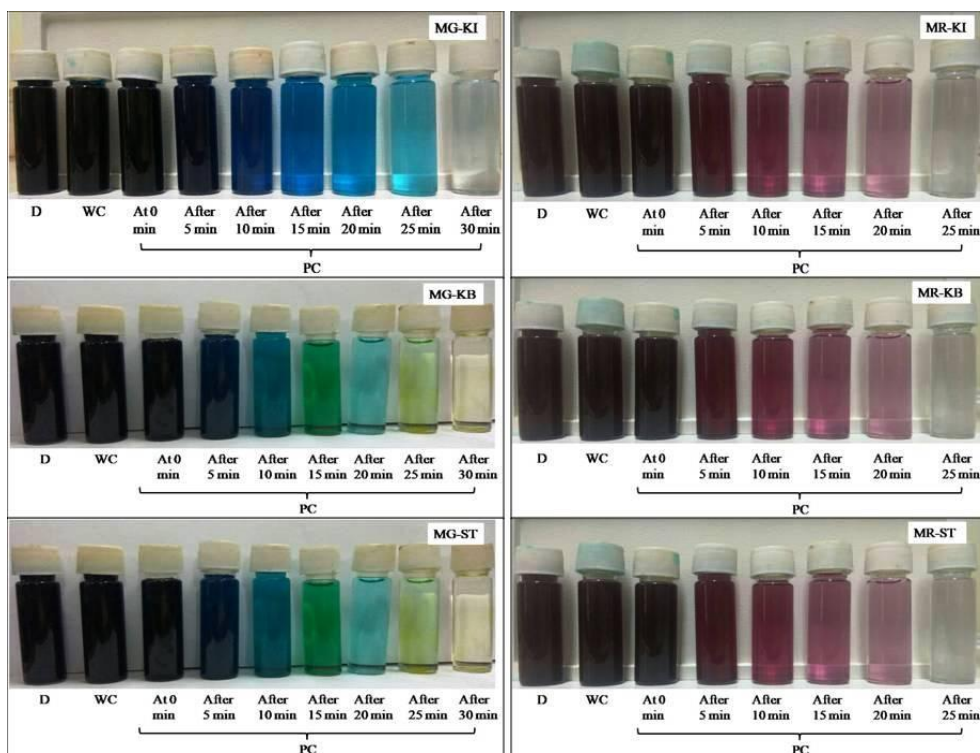 MG-KI
D WC At 0 After After After After After After
min 5 min 10 min 15 min 20 min 25 min 30 min
PC
MR-KI
D WC At 0 After After After After After
min 5 min 10 min 15 min 20 min 25 min
PC
MG-KB
D WC At 0 After After After After After After
min 5 min 10 min 15 min 20 min 25 min 30 min
PC
MR-KB
D WC At 0 After After After After After
min 5 min 10 min 15 min 20 min 25 min
PC
MG-ST
D WC At 0 After After After After After After
min 5 min 10 min 15 min 20 min 25 min 30 min
PC
MR-ST
D WC At 0 After After After After After
min 5 min 10 min 15 min 20 min 25 min
PC